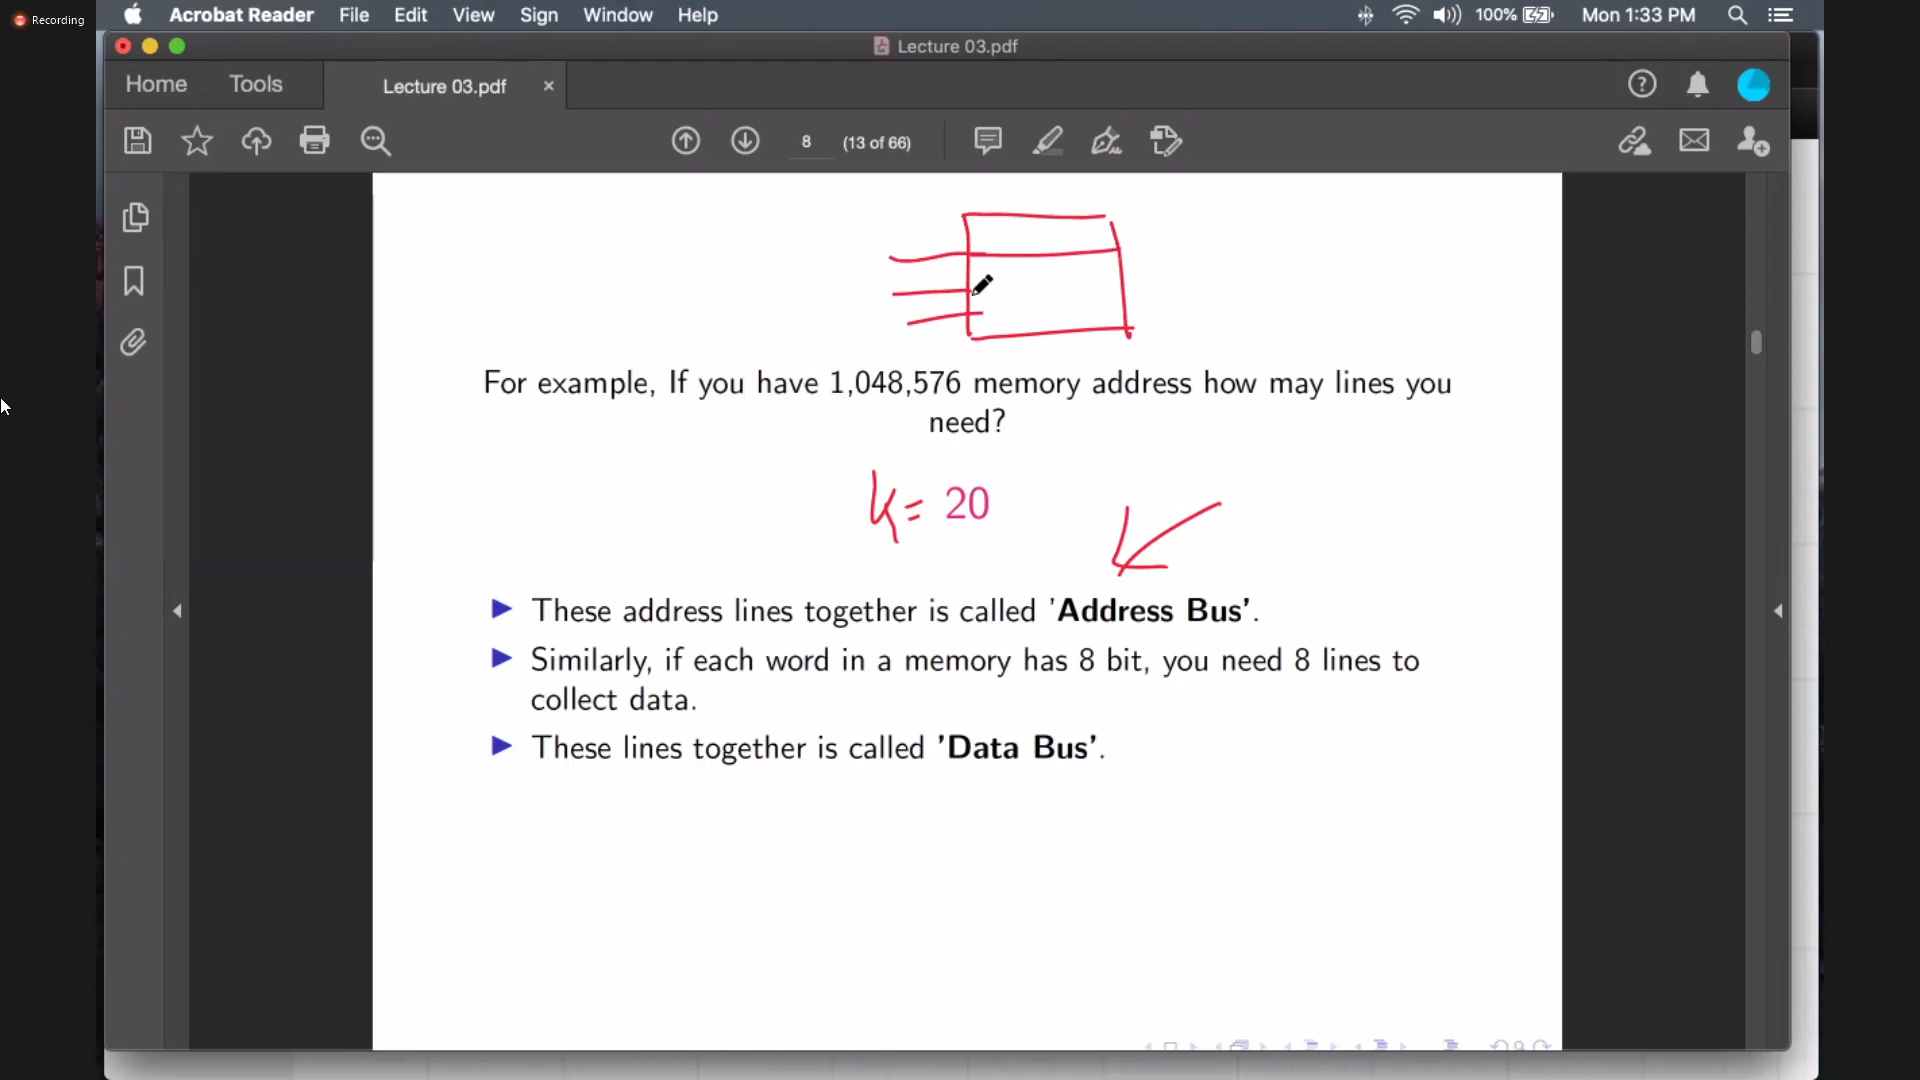 Recording
Acrobat Reader File Edit View Sign Window Help 100% Mon 1:33 PM
Lecture 03.pdf
Home Tools Lecture 03.pdf ×
8 (13 of 66)
For example, If you have 1,048,576 memory address how may lines you
need?
k= 20
These address lines together is called 'Address Bus'.
Similarly, if each word in a memory has 8 bit, you need 8 lines to
collect data.
These lines together is called 'Data Bus'.